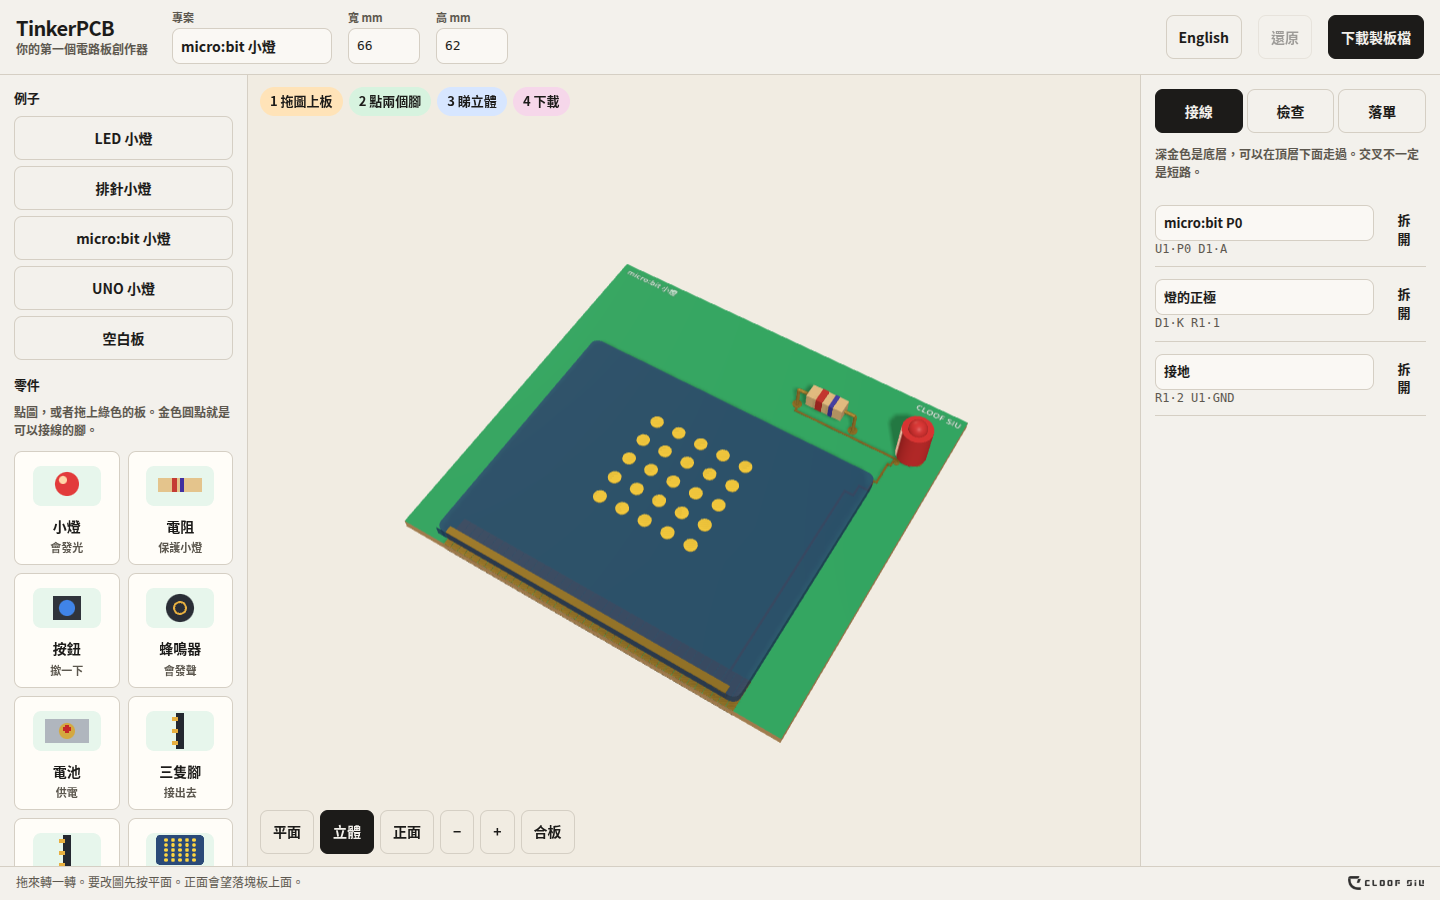 TinkerPCB
你的第一個電路板創作器
專案
micro:bit 小燈
寬 mm
66
高 mm
62
English
還原
下載製板檔
例子
LED 小燈
排針小燈
micro:bit 小燈
UNO 小燈
空白板
零件
點圖，或者拖上綠色的板。金色圓點就是
可以接線的腳。
小燈
會發光
電阻
保護小燈
按鈕
撳一下
蜂鳴器
會發聲
電池
供電
三隻腳
接出去
1 拖圖上板
2 點兩個腳
3 睇立體
4 下載
micro:bit 小燈
CLOOF SIU
平面
立體
正面
−
+
合板
接線
檢查
落單
深金色是底層，可以在頂層下面走過。交叉不一定
是短路。
micro:bit P0
拆
開
U1·P0 D1·A
燈的正極
拆
開
D1·K R1·1
接地
拆
開
R1·2 U1·GND
拖來轉一轉。要改圖先按平面。正面會望落塊板上面。
CLOOF SIU